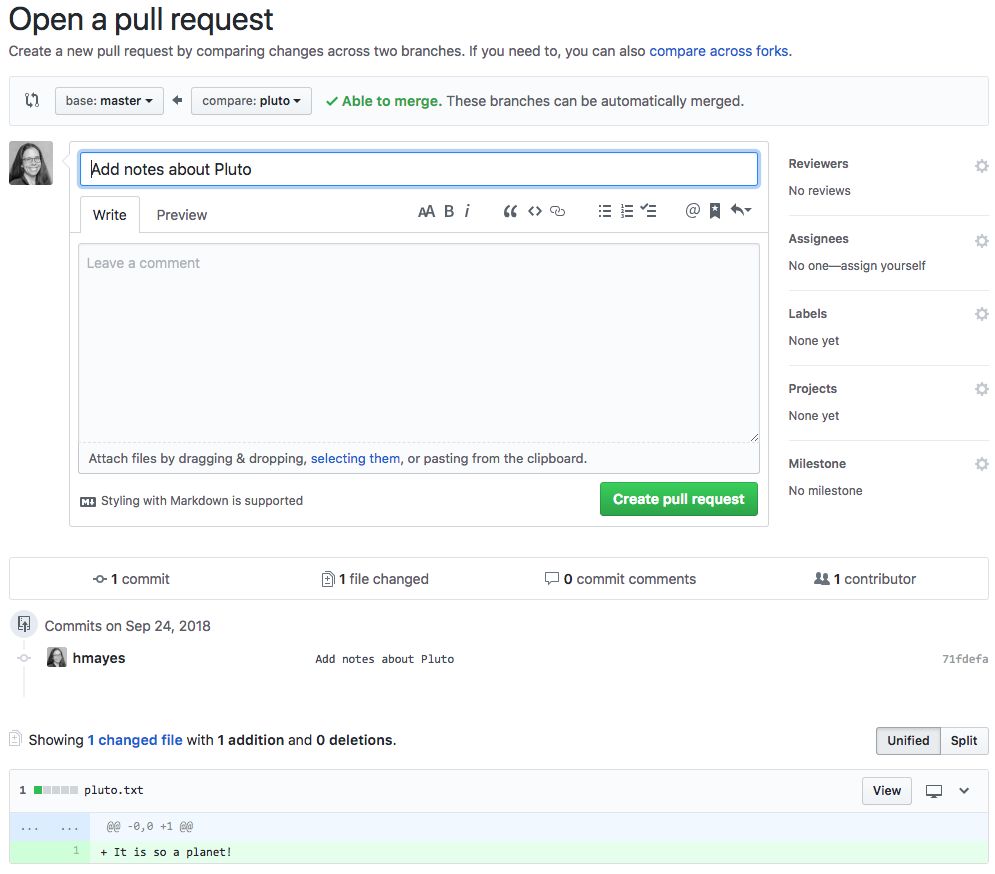 Open a pull request
Create a new pull request by comparing changes across two branches. If you need to, you can also compare across forks.
base: master compare: pluto ✓ Able to merge. These branches can be automatically merged.
Add notes about Pluto
Write Preview AA B i
Leave a comment
Attach files by dragging & dropping, selecting them, or pasting from the clipboard.
Styling with Markdown is supported
Create pull request
Reviewers
No reviews
Assignees
No one—assign yourself
Labels
None yet
Projects
None yet
Milestone
No milestone
1 commit 1 file changed 0 commit comments 1 contributor
Commits on Sep 24, 2018
hmayes Add notes about Pluto 71fdefa
Showing 1 changed file with 1 addition and 0 deletions.
Unified Split
1 pluto.txt View
... ... @@ -0,0 +1 @@
1 + It is so a planet!